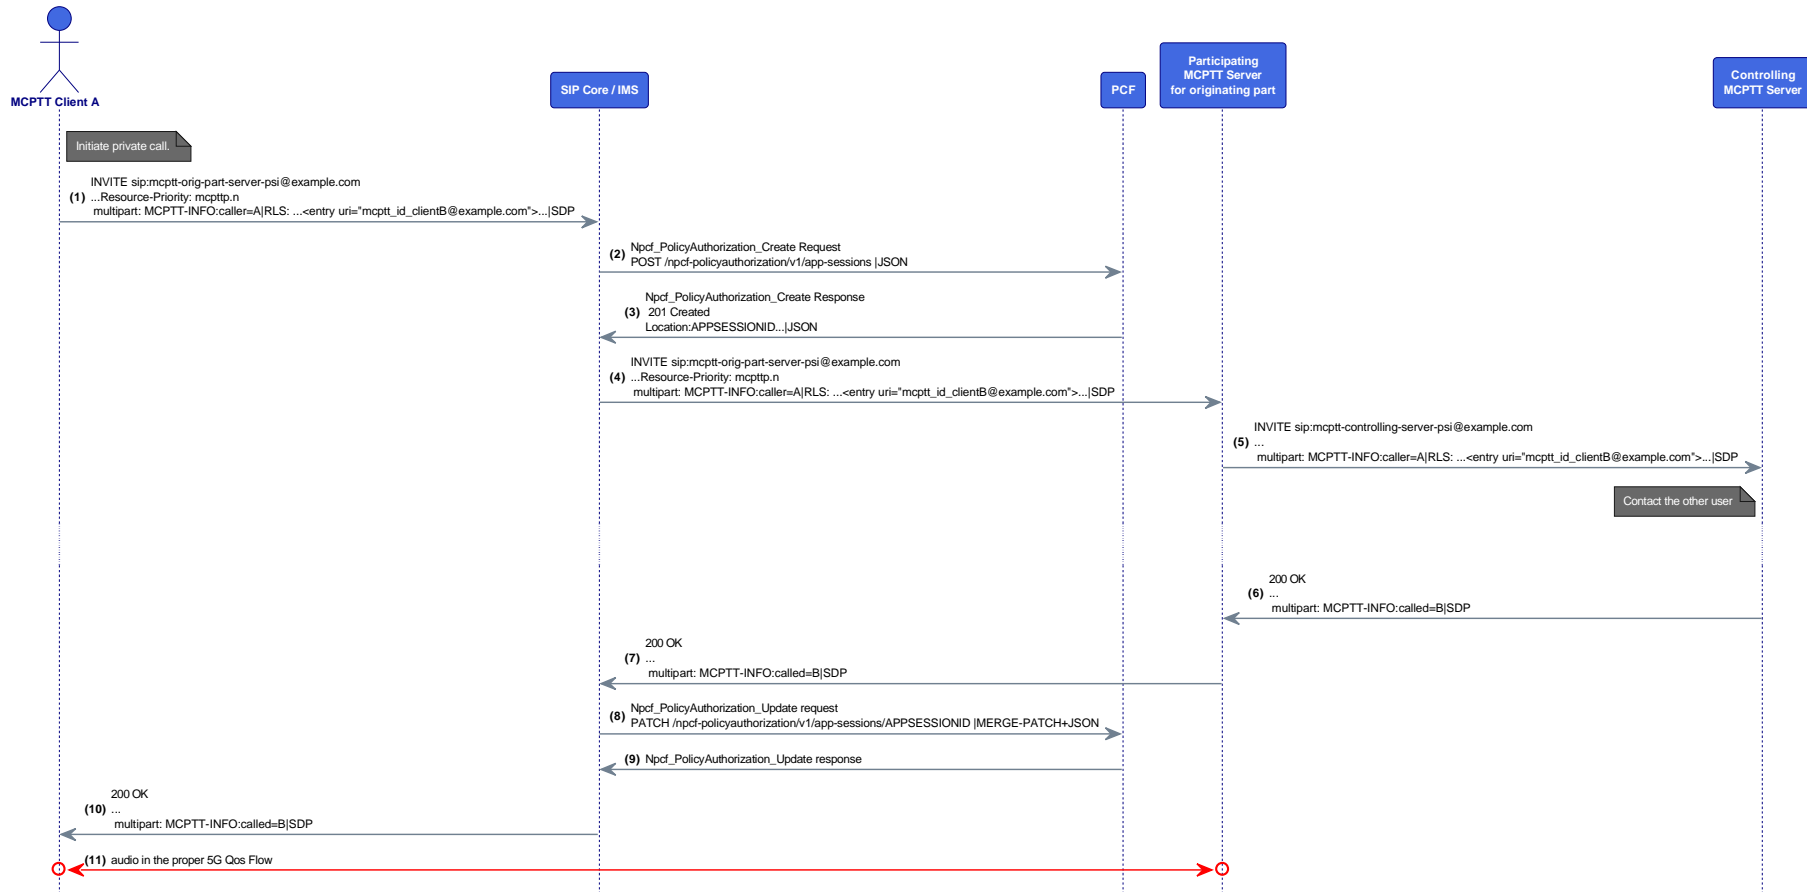 MCPTT Client A
SIP Core / IMS
PCF
Participating
MCPTT Server
for originating part
Controlling
MCPTT Server
Initiate private call.
INVITE sip:mcptt-orig-part-server-psi@example.com
(1) ...Resource-Priority: mcpttp.n
multipart: MCPTT-INFO:caller=A|RLS: ...<entry uri="mcptt_id_clientB@example.com">...|SDP
(2) Npcf_PolicyAuthorization_Create Request
POST /npcf-policyauthorization/v1/app-sessions |JSON
Npcf_PolicyAuthorization_Create Response
(3) 201 Created
Location:APPSESSIONID...|JSON
INVITE sip:mcptt-orig-part-server-psi@example.com
(4) ...Resource-Priority: mcpttp.n
multipart: MCPTT-INFO:caller=A|RLS: ...<entry uri="mcptt_id_clientB@example.com">...|SDP
INVITE sip:mcptt-controlling-server-psi@example.com
(5) ...
multipart: MCPTT-INFO:caller=A|RLS: ...<entry uri="mcptt_id_clientB@example.com">...|SDP
Contact the other user
200 OK
(6) ...
multipart: MCPTT-INFO:called=B|SDP
200 OK
(7) ...
multipart: MCPTT-INFO:called=B|SDP
(8) Npcf_PolicyAuthorization_Update request
PATCH /npcf-policyauthorization/v1/app-sessions/APPSESSIONID |MERGE-PATCH+JSON
(9) Npcf_PolicyAuthorization_Update response
200 OK
(10) ...
multipart: MCPTT-INFO:called=B|SDP
(11) audio in the proper 5G Qos Flow